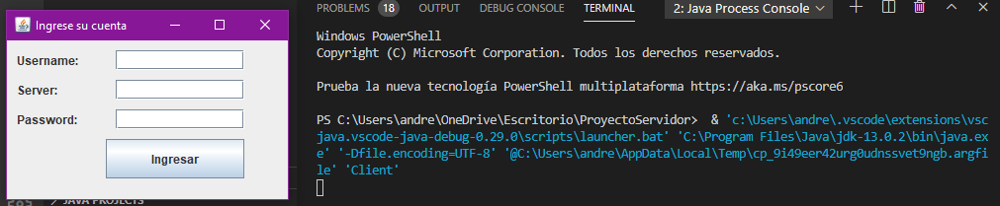 Ingrese su cuenta
Username:
Server:
Password:
Ingresar
JAVA PROJECTS
PROBLEMS 18 OUTPUT DEBUG CONSOLE TERMINAL 2: Java Process Console
Windows PowerShell
Copyright (C) Microsoft Corporation. Todos los derechos reservados.
Prueba la nueva tecnología PowerShell multiplataforma https://aka.ms/pscore6
PS C:\Users\andre\OneDrive\Escritorio\ProyectoServidor> & 'c:\Users\andre\.vscode\extensions\vsc
java.vscode-java-debug-0.29.0\scripts\launcher.bat' 'C:\Program Files\Java\jdk-13.0.2\bin\java.ex
e' '-Dfile.encoding=UTF-8' '@C:\Users\andre\AppData\Local\Temp\cp_9i49eer42urg0udnssvet9ngb.argfi
le' 'Client'